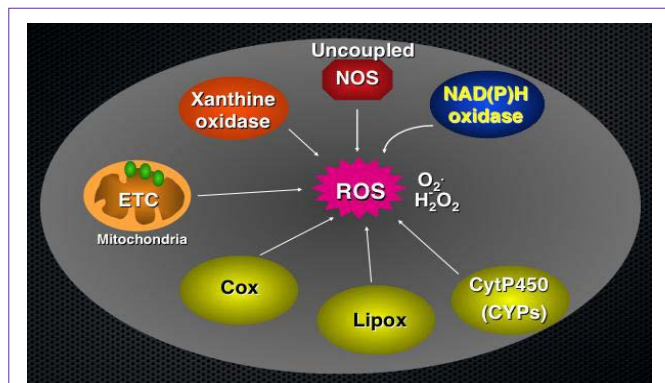 Uncoupled
NOS
Xanthine
oxidase
NAD(P)H
oxidase
ETC
Mitochondria
ROS
O₂·
H₂O₂
Cox
Lipox
CytP450
(CYPs)